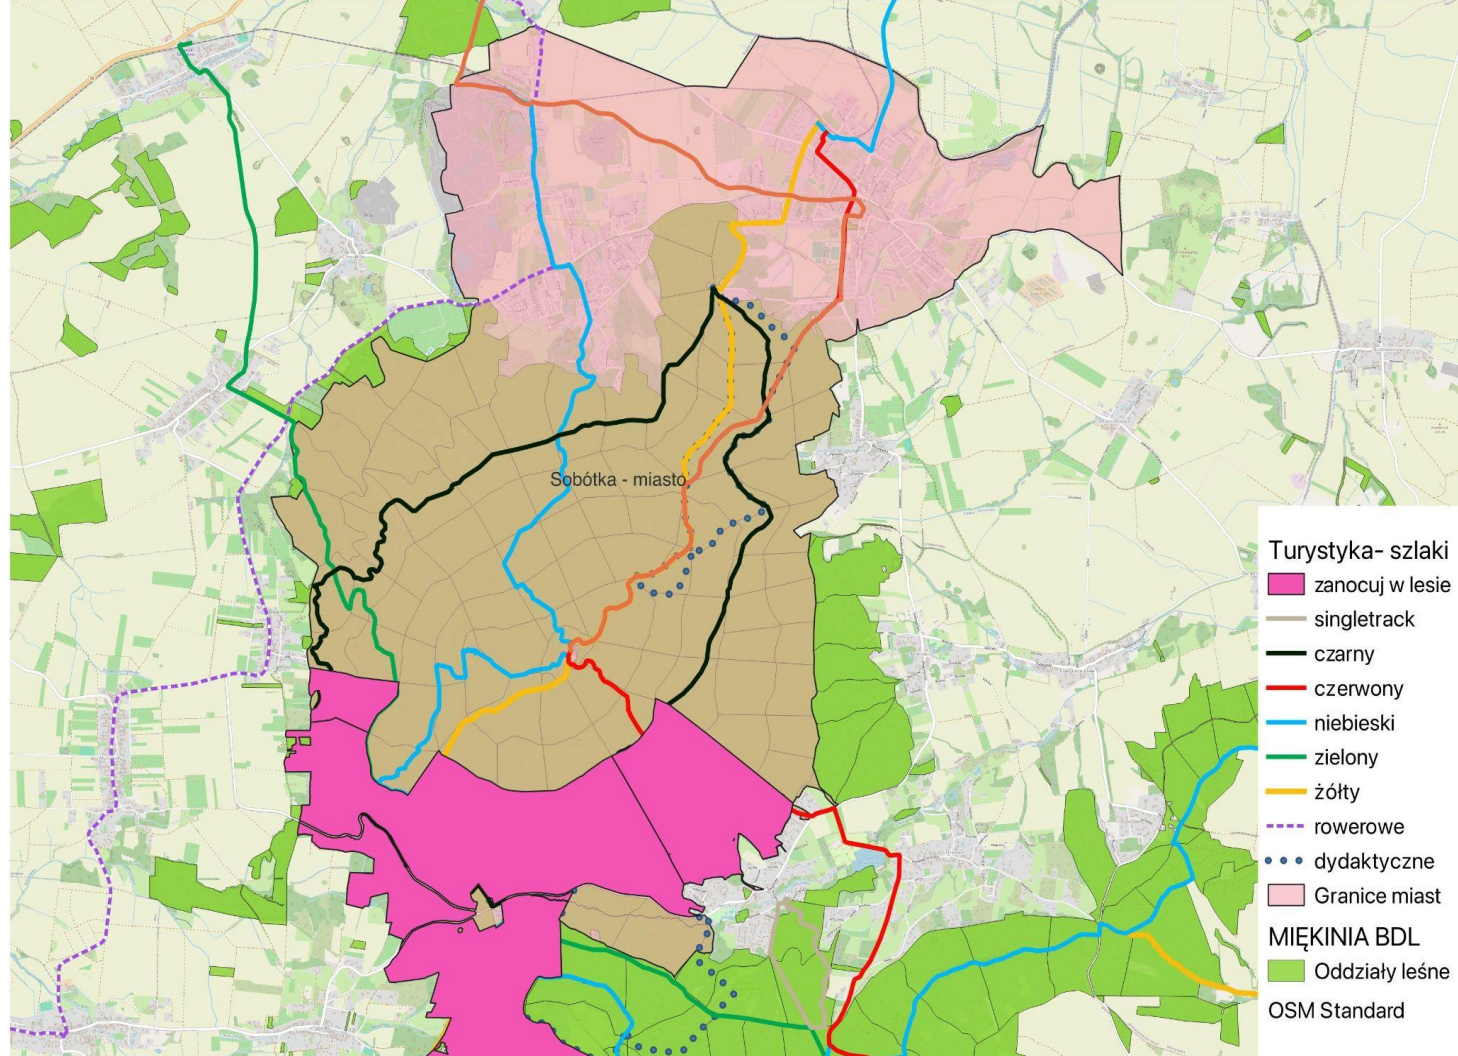 Sobótka - miasto
Turystyka- szlaki
zanocuj w lesie
singletrack
czarny
czerwony
niebieski
zielony
żółty
rowerowe
dydaktyczne
Granice miast
MIĘKINIA BDL
Oddziały leśne
OSM Standard